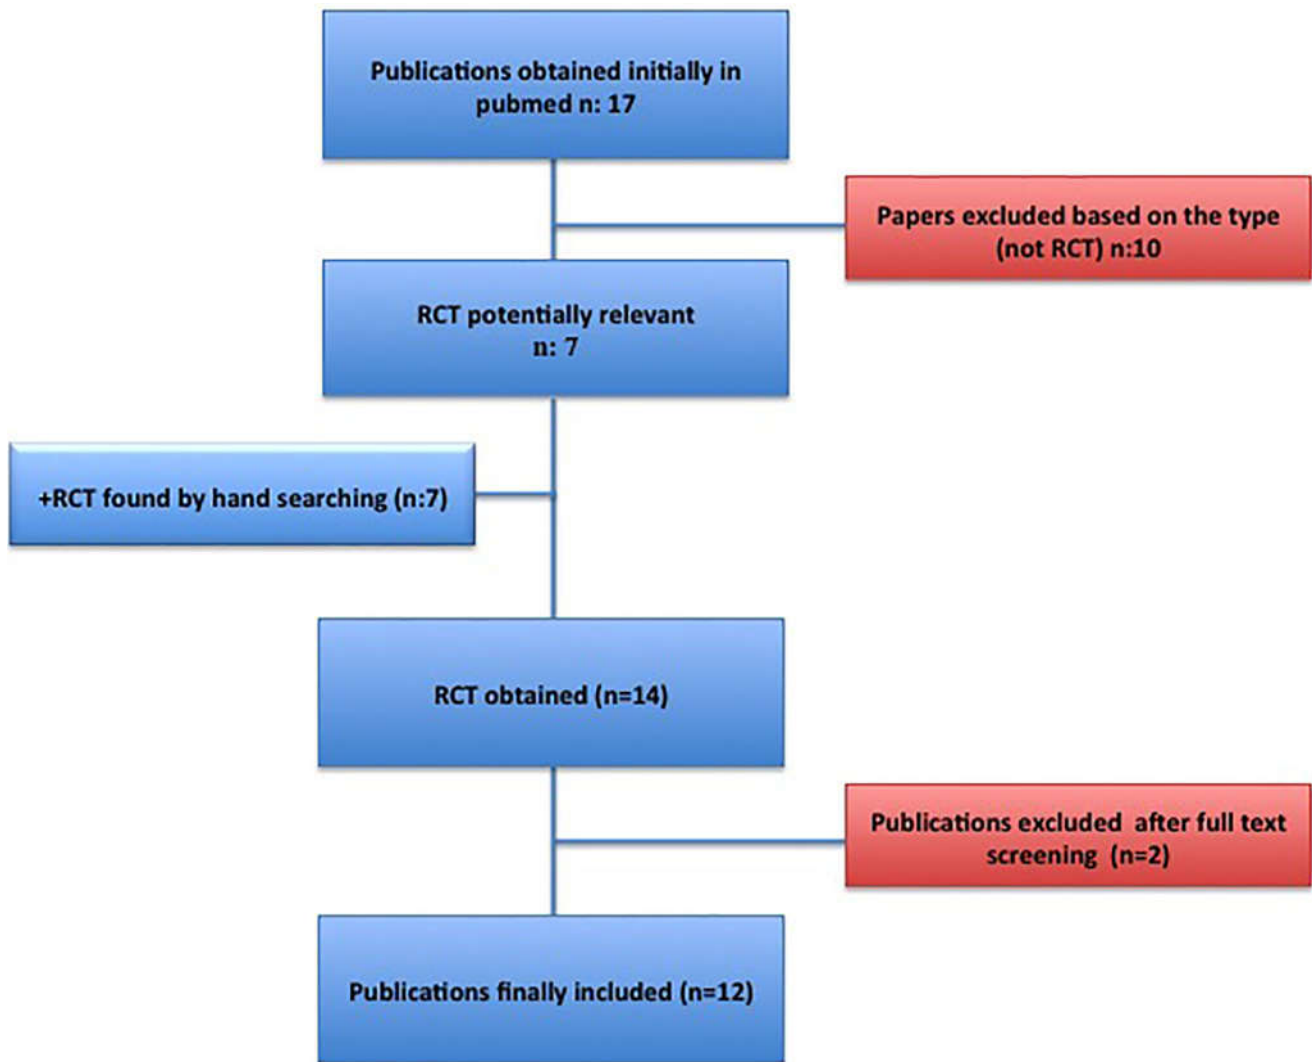 Publications obtained initially in
pubmed n: 17
Papers excluded based on the type
(not RCT) n:10
RCT potentially relevant
n: 7
+RCT found by hand searching (n:7)
RCT obtained (n=14)
Publications excluded after full text
screening (n=2)
Publications finally included (n=12)